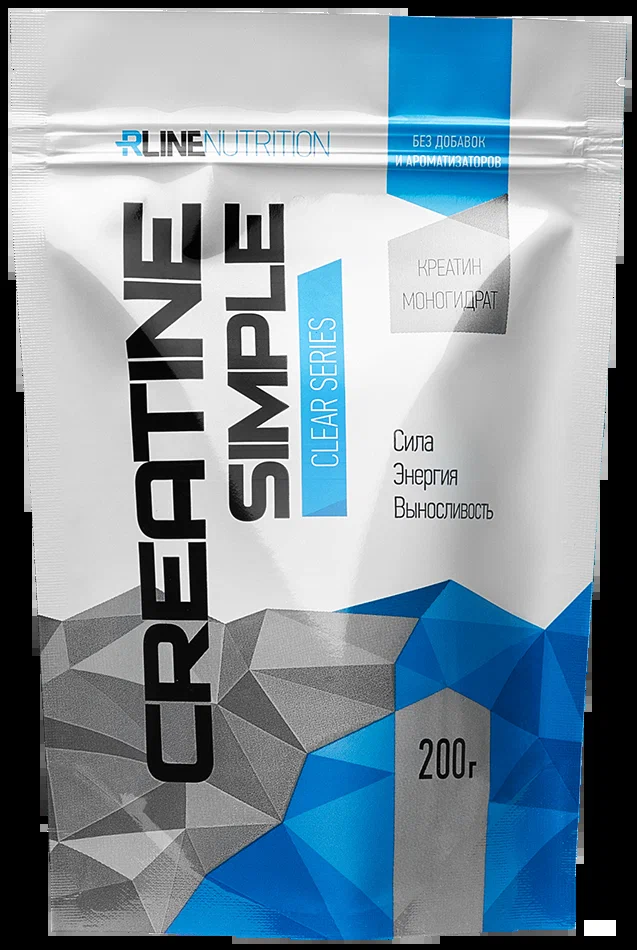 RLINENUTRITION
БЕЗ ДОБАВОК
И АРОМАТИЗАТОРОВ
КРЕАТИН
МОНОГИДРАТ
CREATINE
SIMPLE
CLEAR SERIES
Сила
Энергия
Выносливость
200г